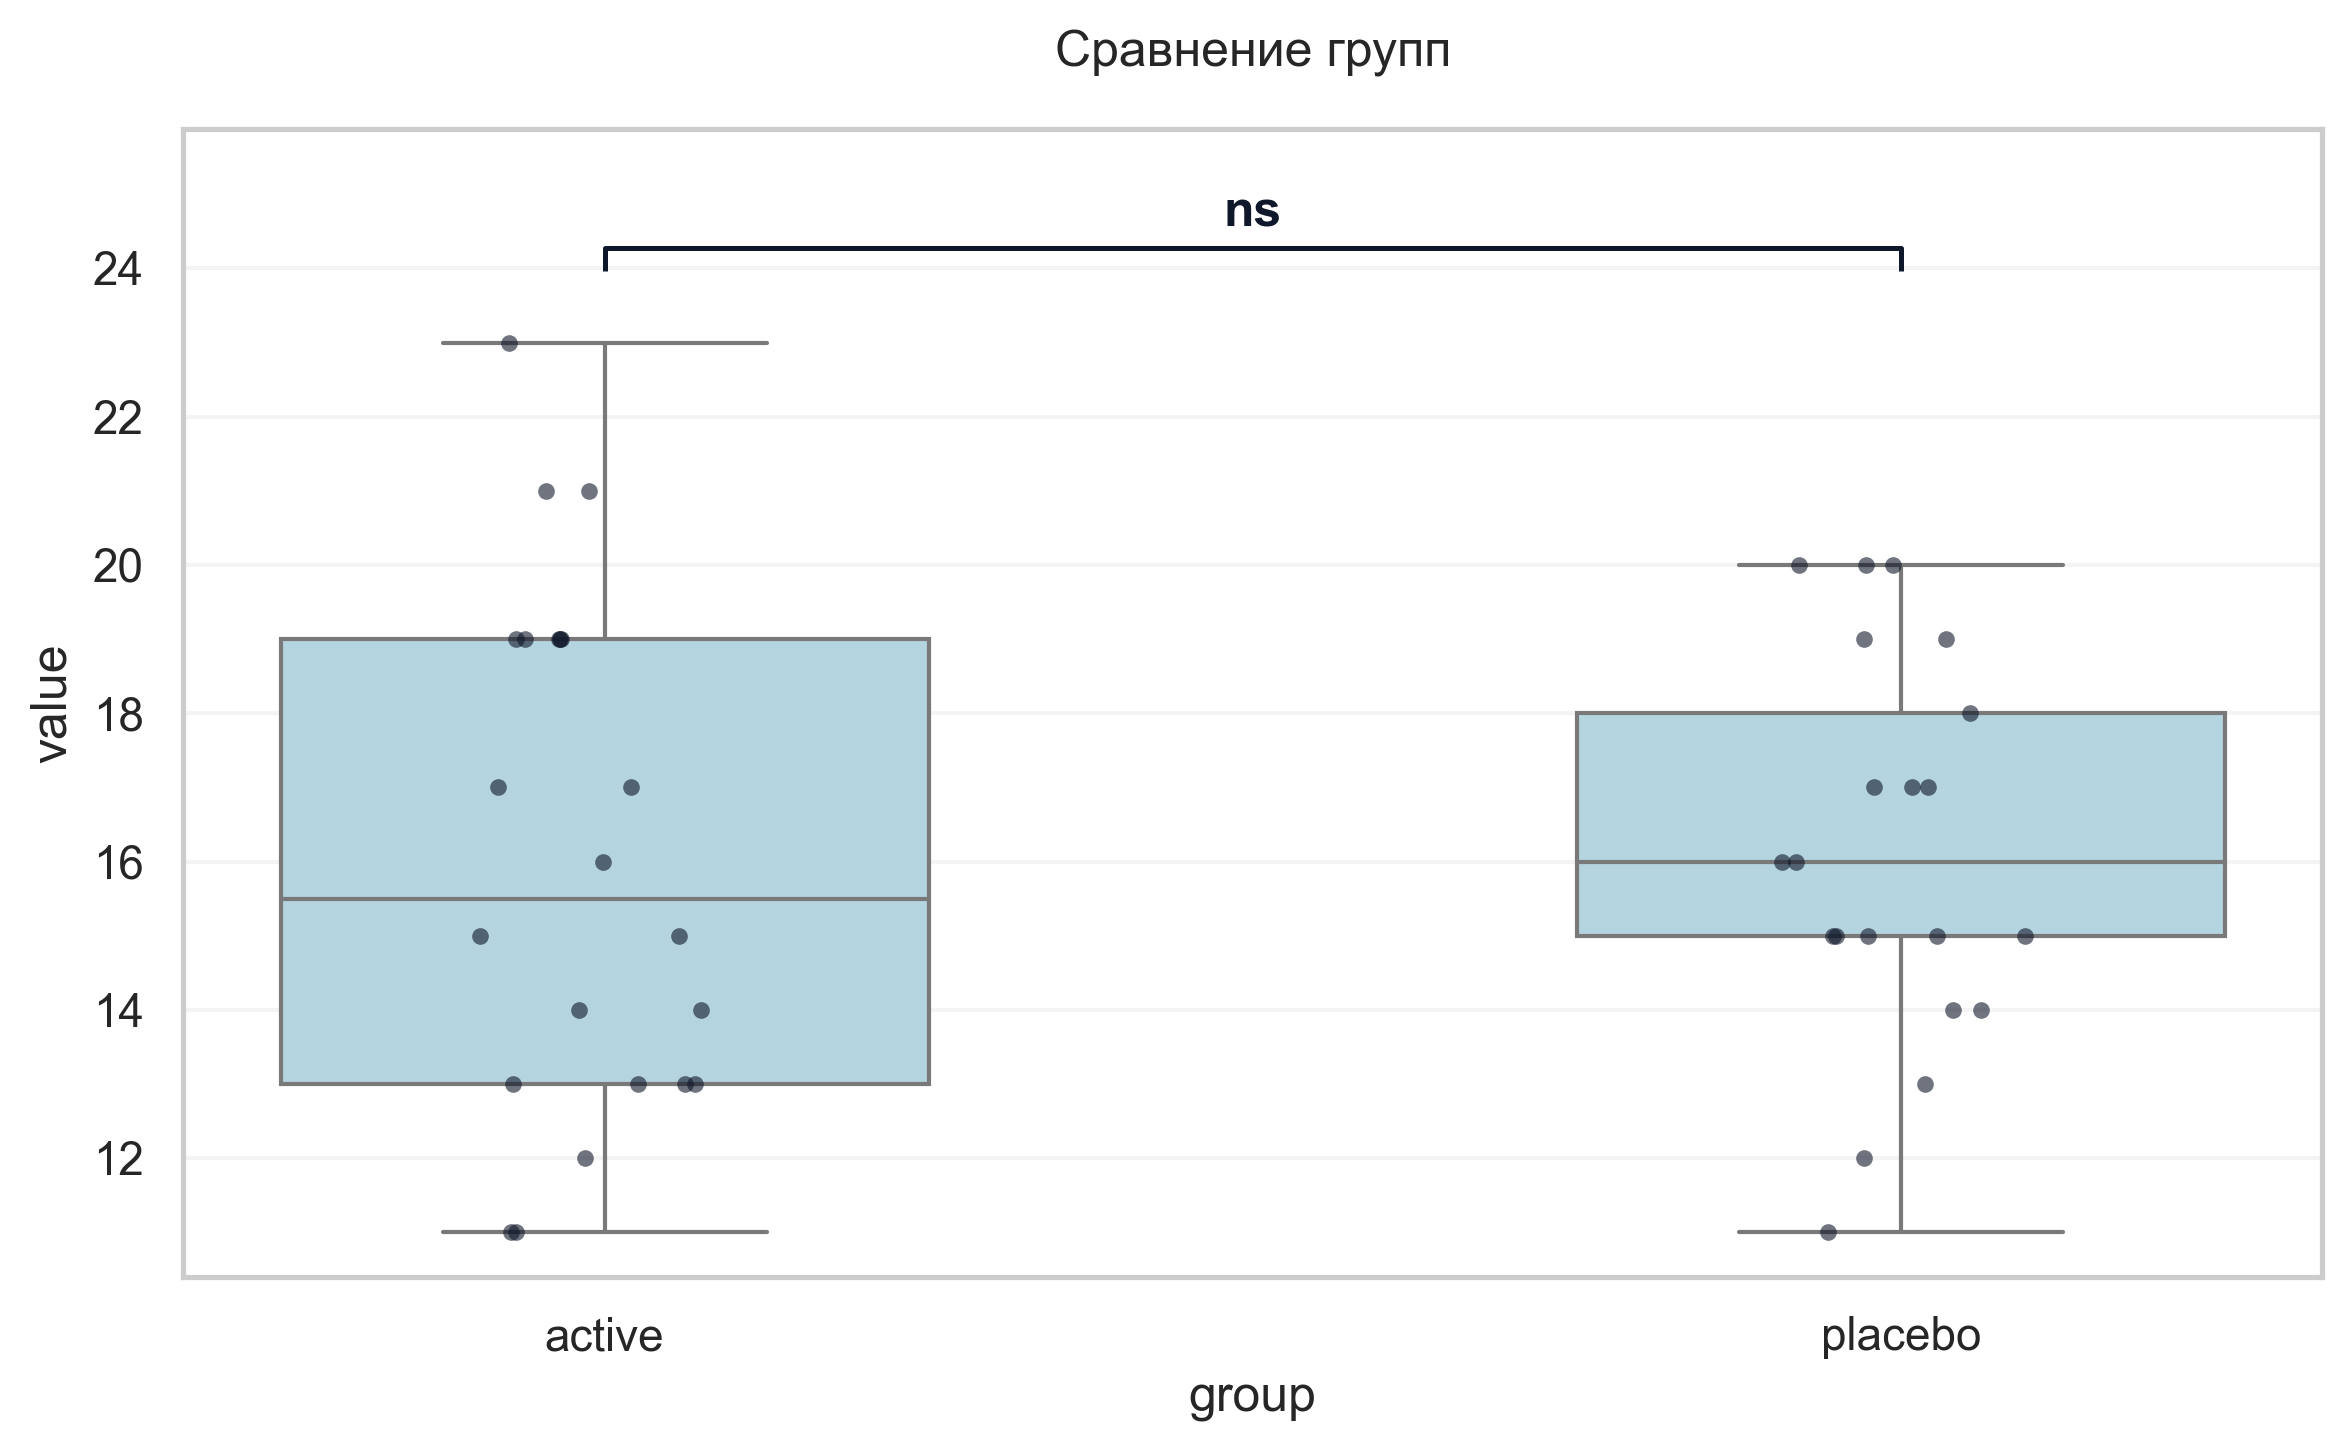 Сравнение групп
ns
24
22
20
18
16
14
12
value
active
placebo
group